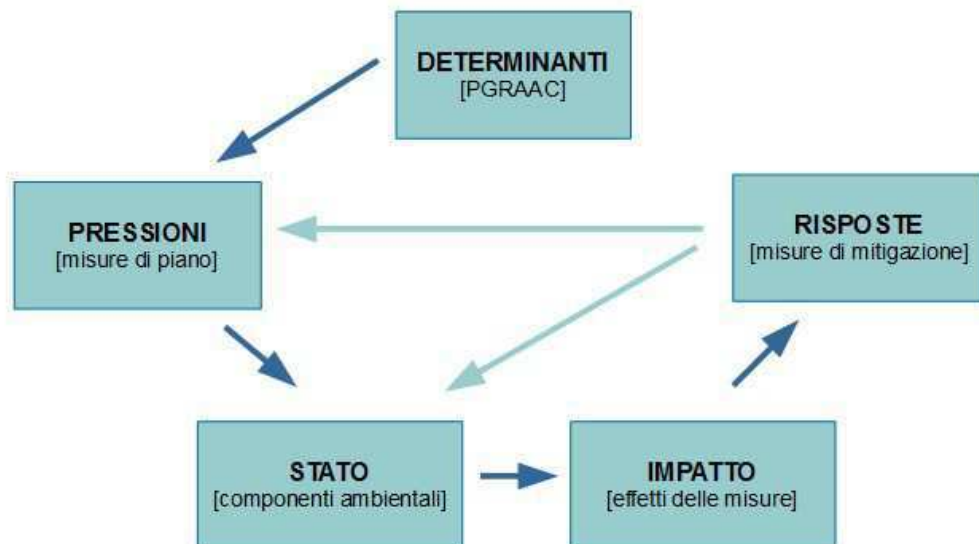 DETERMINANTI
[PGRAAC]
PRESSIONI
[misure di piano]
RISPOSTE
[misure di mitigazione]
STATO
[componenti ambientali]
IMPATTO
[effetti delle misure]